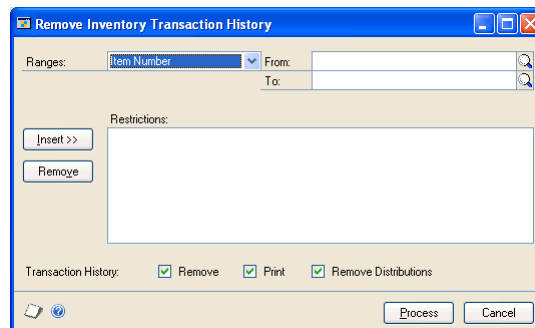 Remove Inventory Transaction History
Ranges: Item Number From:
To:
Restrictions:
Insert >>
Remove
Transaction History: Remove Print Remove Distributions
Process Cancel